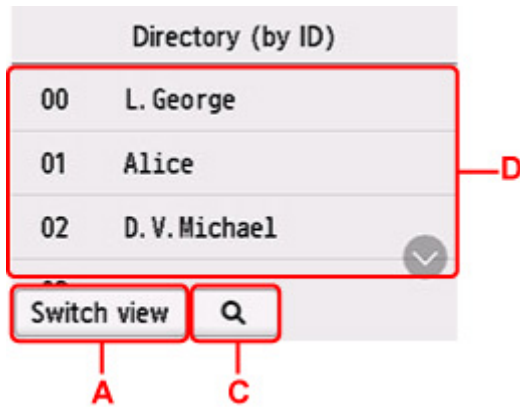 Directory (by ID)
00 L. George
01 Alice
D
02 D. V. Michael
Switch view
A C